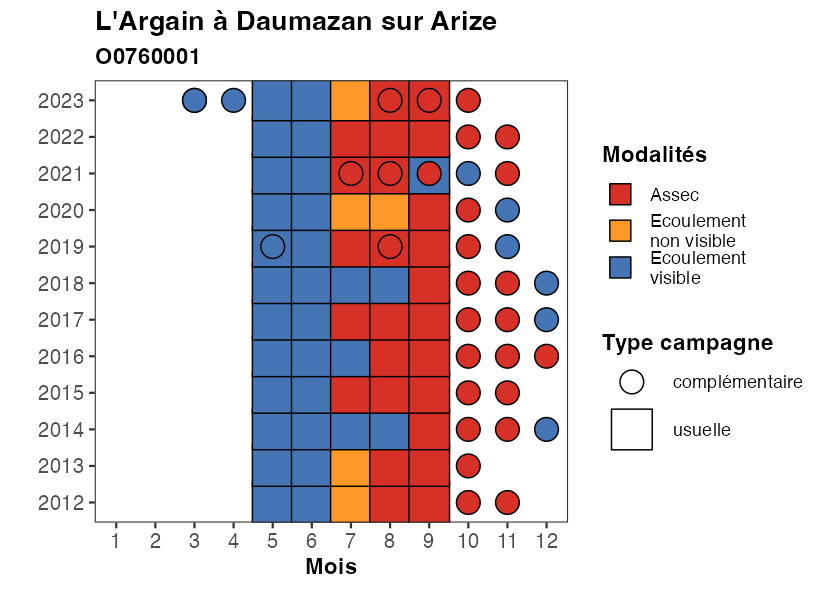 L'Argain à Daumazan sur Arize
O0760001
2023
2022
2021
2020
2019
2018
2017
2016
2015
2014
2013
2012
1 2 3 4 5 6 7 8 9 10 11 12
Mois
Modalités
Assec
Ecoulement
non visible
Ecoulement
visible
Type campagne
complémentaire
usuelle